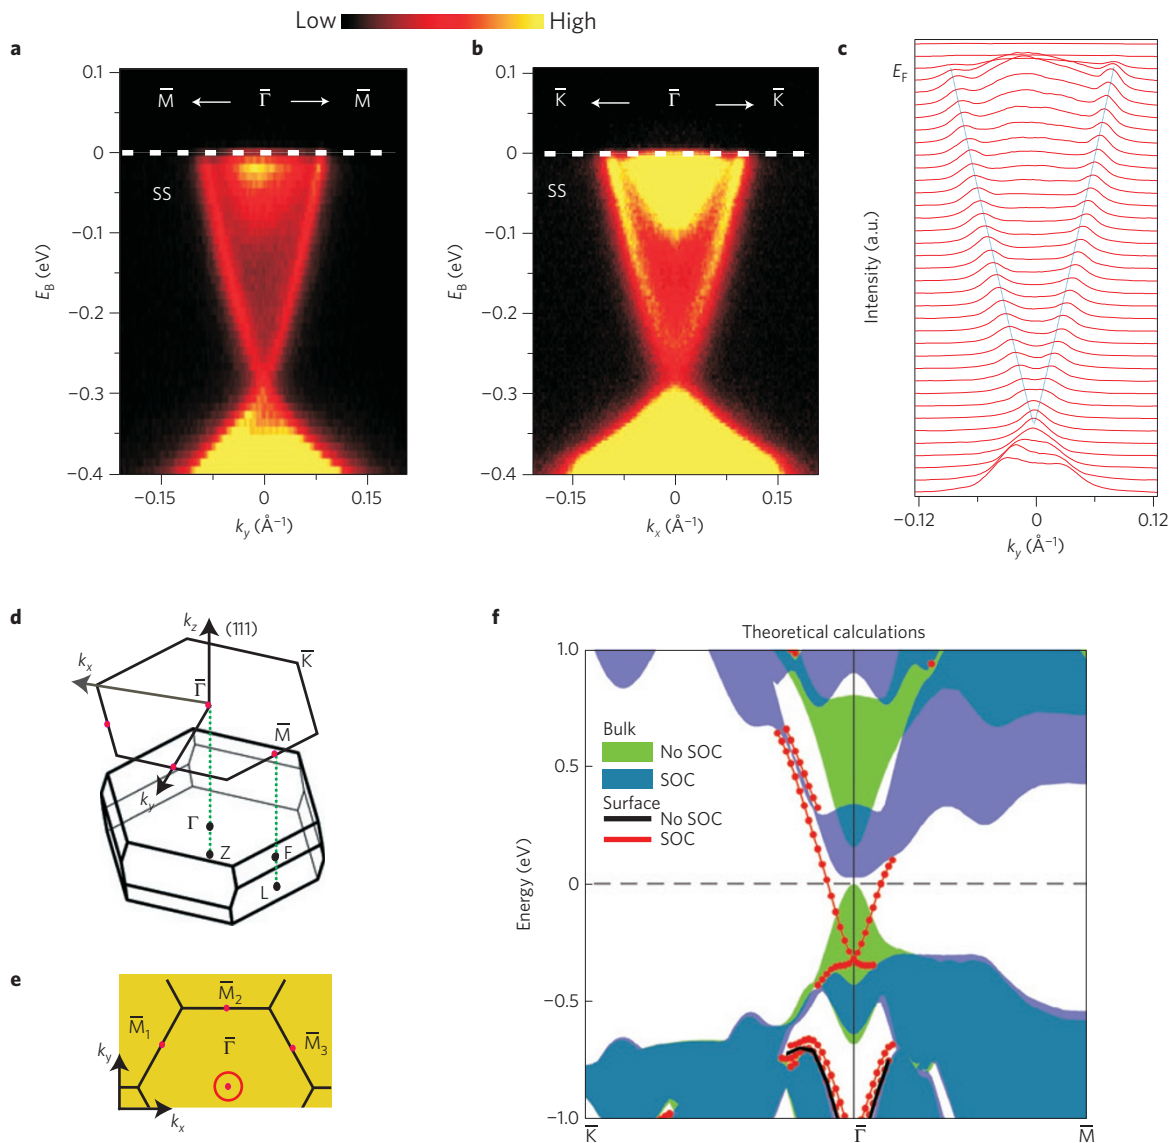 Low High
a
0.1
0
−0.1
−0.2
−0.3
−0.4
M̅ ← Γ̅ → M̅
SS
E_B (eV)
−0.15 0 0.15
k_y (Å⁻¹)
b
0.1
0
−0.1
−0.2
−0.3
−0.4
K̅ ← Γ̅ → K̅
SS
E_B (eV)
−0.15 0 0.15
k_x (Å⁻¹)
c
E_F
Intensity (a.u.)
−0.12 0 0.12
k_y (Å⁻¹)
d
k_z (111)
K̅
k_x
Γ̅
M̅
k_y
Γ
Z F
L
e
M̅₂
M̅₁
Γ̅ M̅₃
k_y
k_x
f
Theoretical calculations
1.0
0.5
0
−0.5
−1.0
Energy (eV)
Bulk
No SOC
SOC
Surface
No SOC
SOC
K̅ Γ̅ M̅